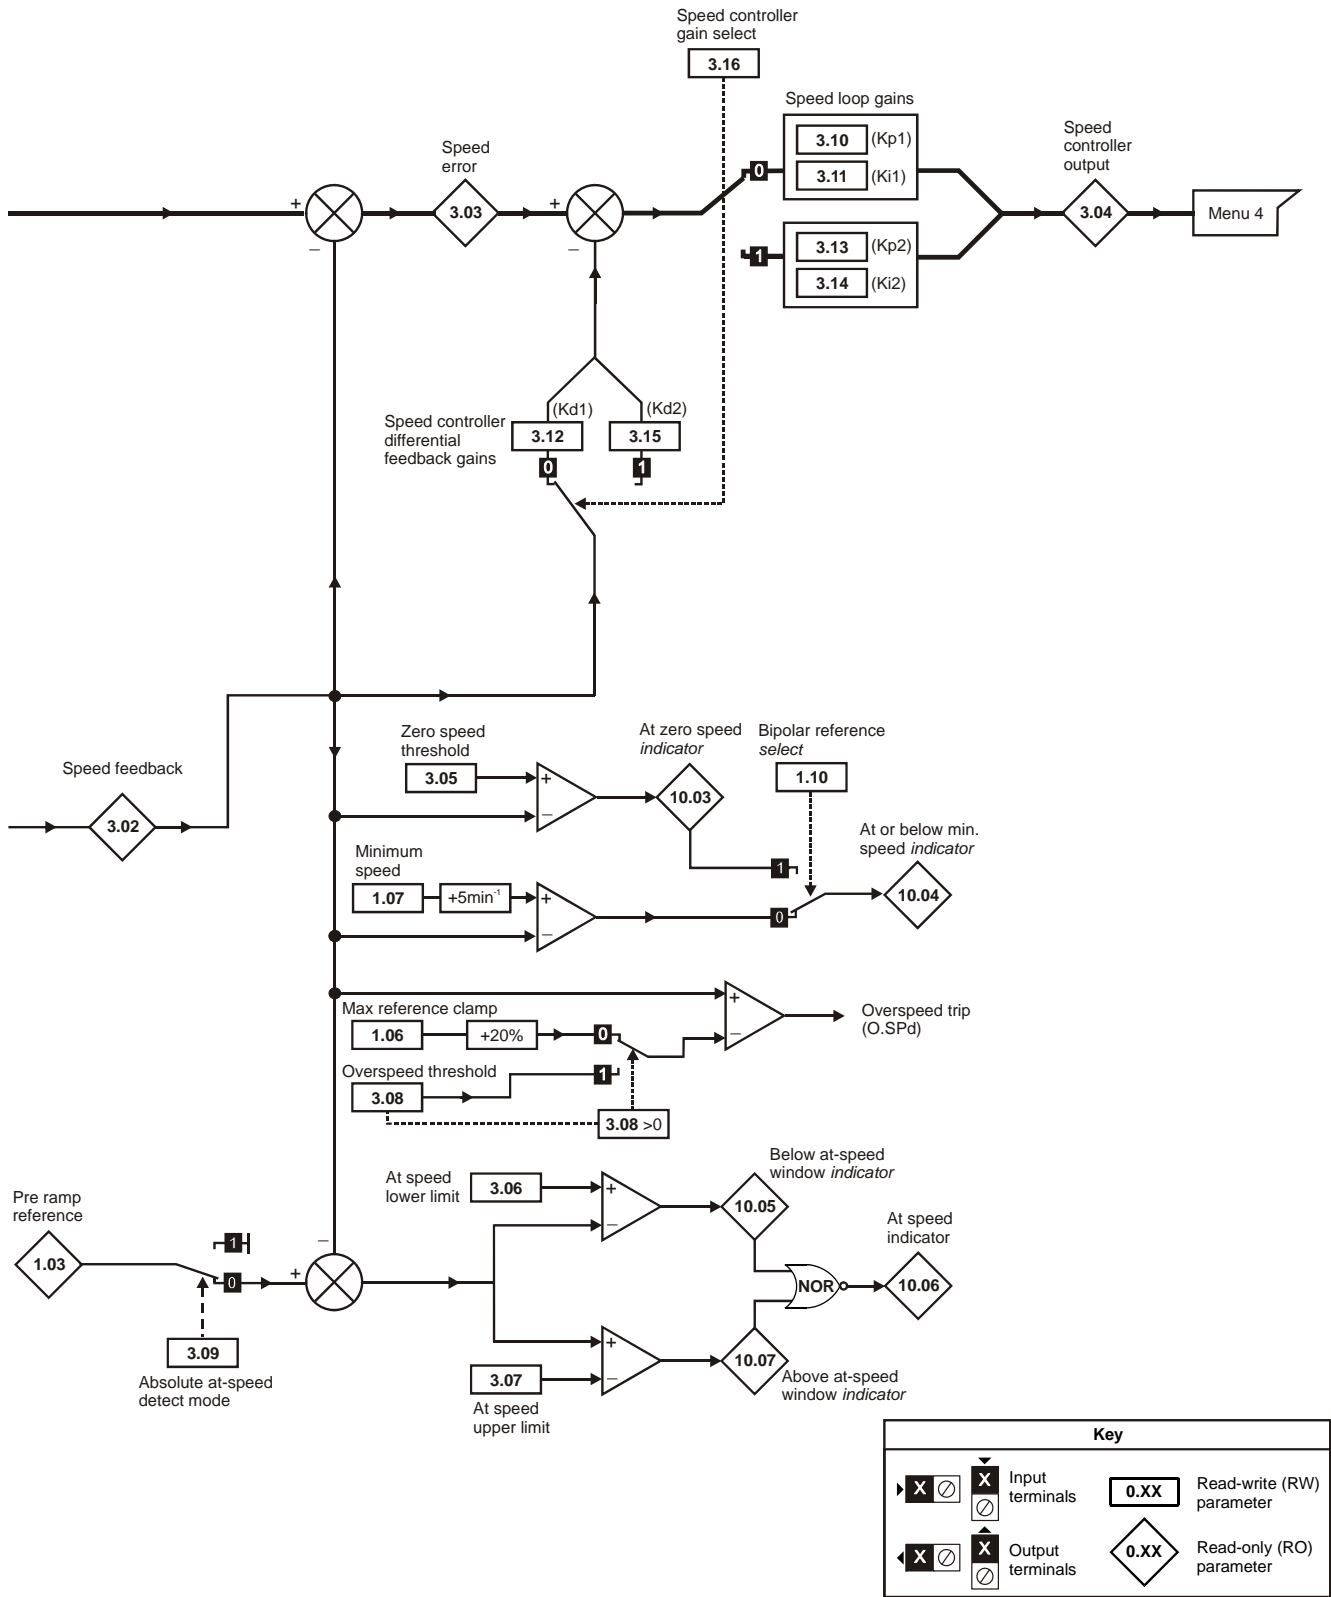 Speed controller
gain select
3.16
Speed loop gains
3.10 (Kp1)
3.11 (Ki1)
Speed
error
3.03
+
−
+
−
0
1
3.13 (Kp2)
3.14 (Ki2)
Speed
controller
output
3.04
Menu 4
Speed controller
differential
feedback gains
(Kd1)
3.12
0
(Kd2)
3.15
1
Speed feedback
3.02
Zero speed
threshold
3.05
+
−
At zero speed
indicator
10.03
Bipolar reference
select
1.10
1
0
At or below min.
speed indicator
10.04
Minimum
speed
1.07
+5min-1
+
−
Max reference clamp
1.06
+20%
0
Overspeed threshold
3.08
1
3.08 >0
+
−
Overspeed trip
(O.SPd)
Pre ramp
reference
1.03
1
0
3.09
Absolute at-speed
detect mode
+
−
At speed
lower limit
3.06
+
−
Below at-speed
window indicator
10.05
NOR
At speed
indicator
10.06
+
−
3.07
At speed
upper limit
10.07
Above at-speed
window indicator
Key
X
X
Input
terminals
0.XX
Read-write (RW)
parameter
X
X
Output
terminals
0.XX
Read-only (RO)
parameter